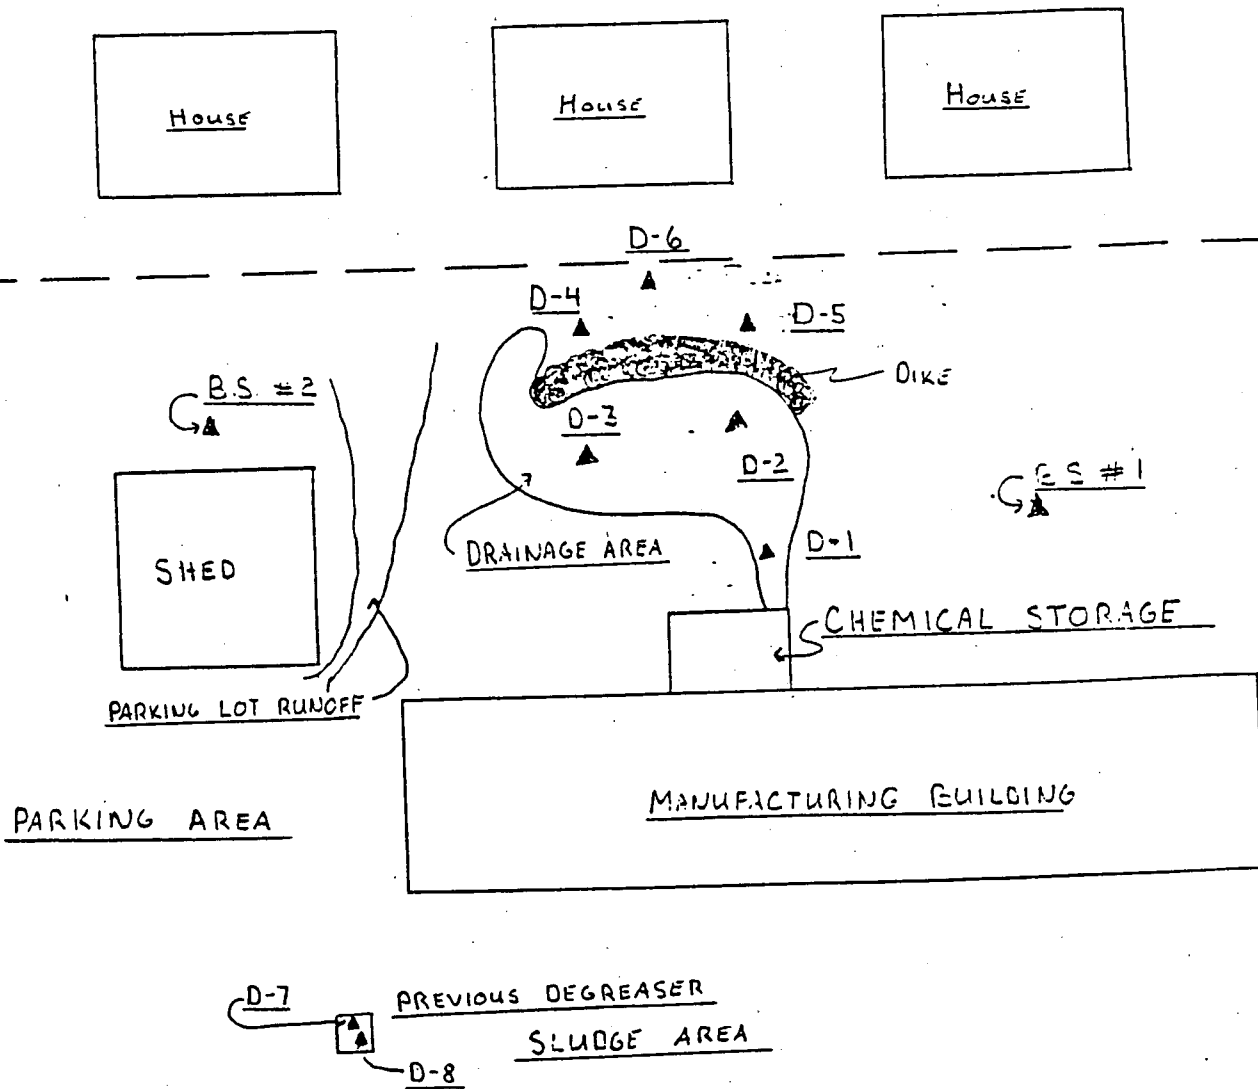 HOUSE
HOUSE
HOUSE
D-6
D-4
D-5
DIKE
B.S. #2
D-3
D-2
B S #1
DRAINAGE AREA
D-1
SHED
CHEMICAL STORAGE
PARKING LOT RUNOFF
MANUFACTURING BUILDING
PARKING AREA
D-7
PREVIOUS DEGREASER
SLUDGE AREA
D-8